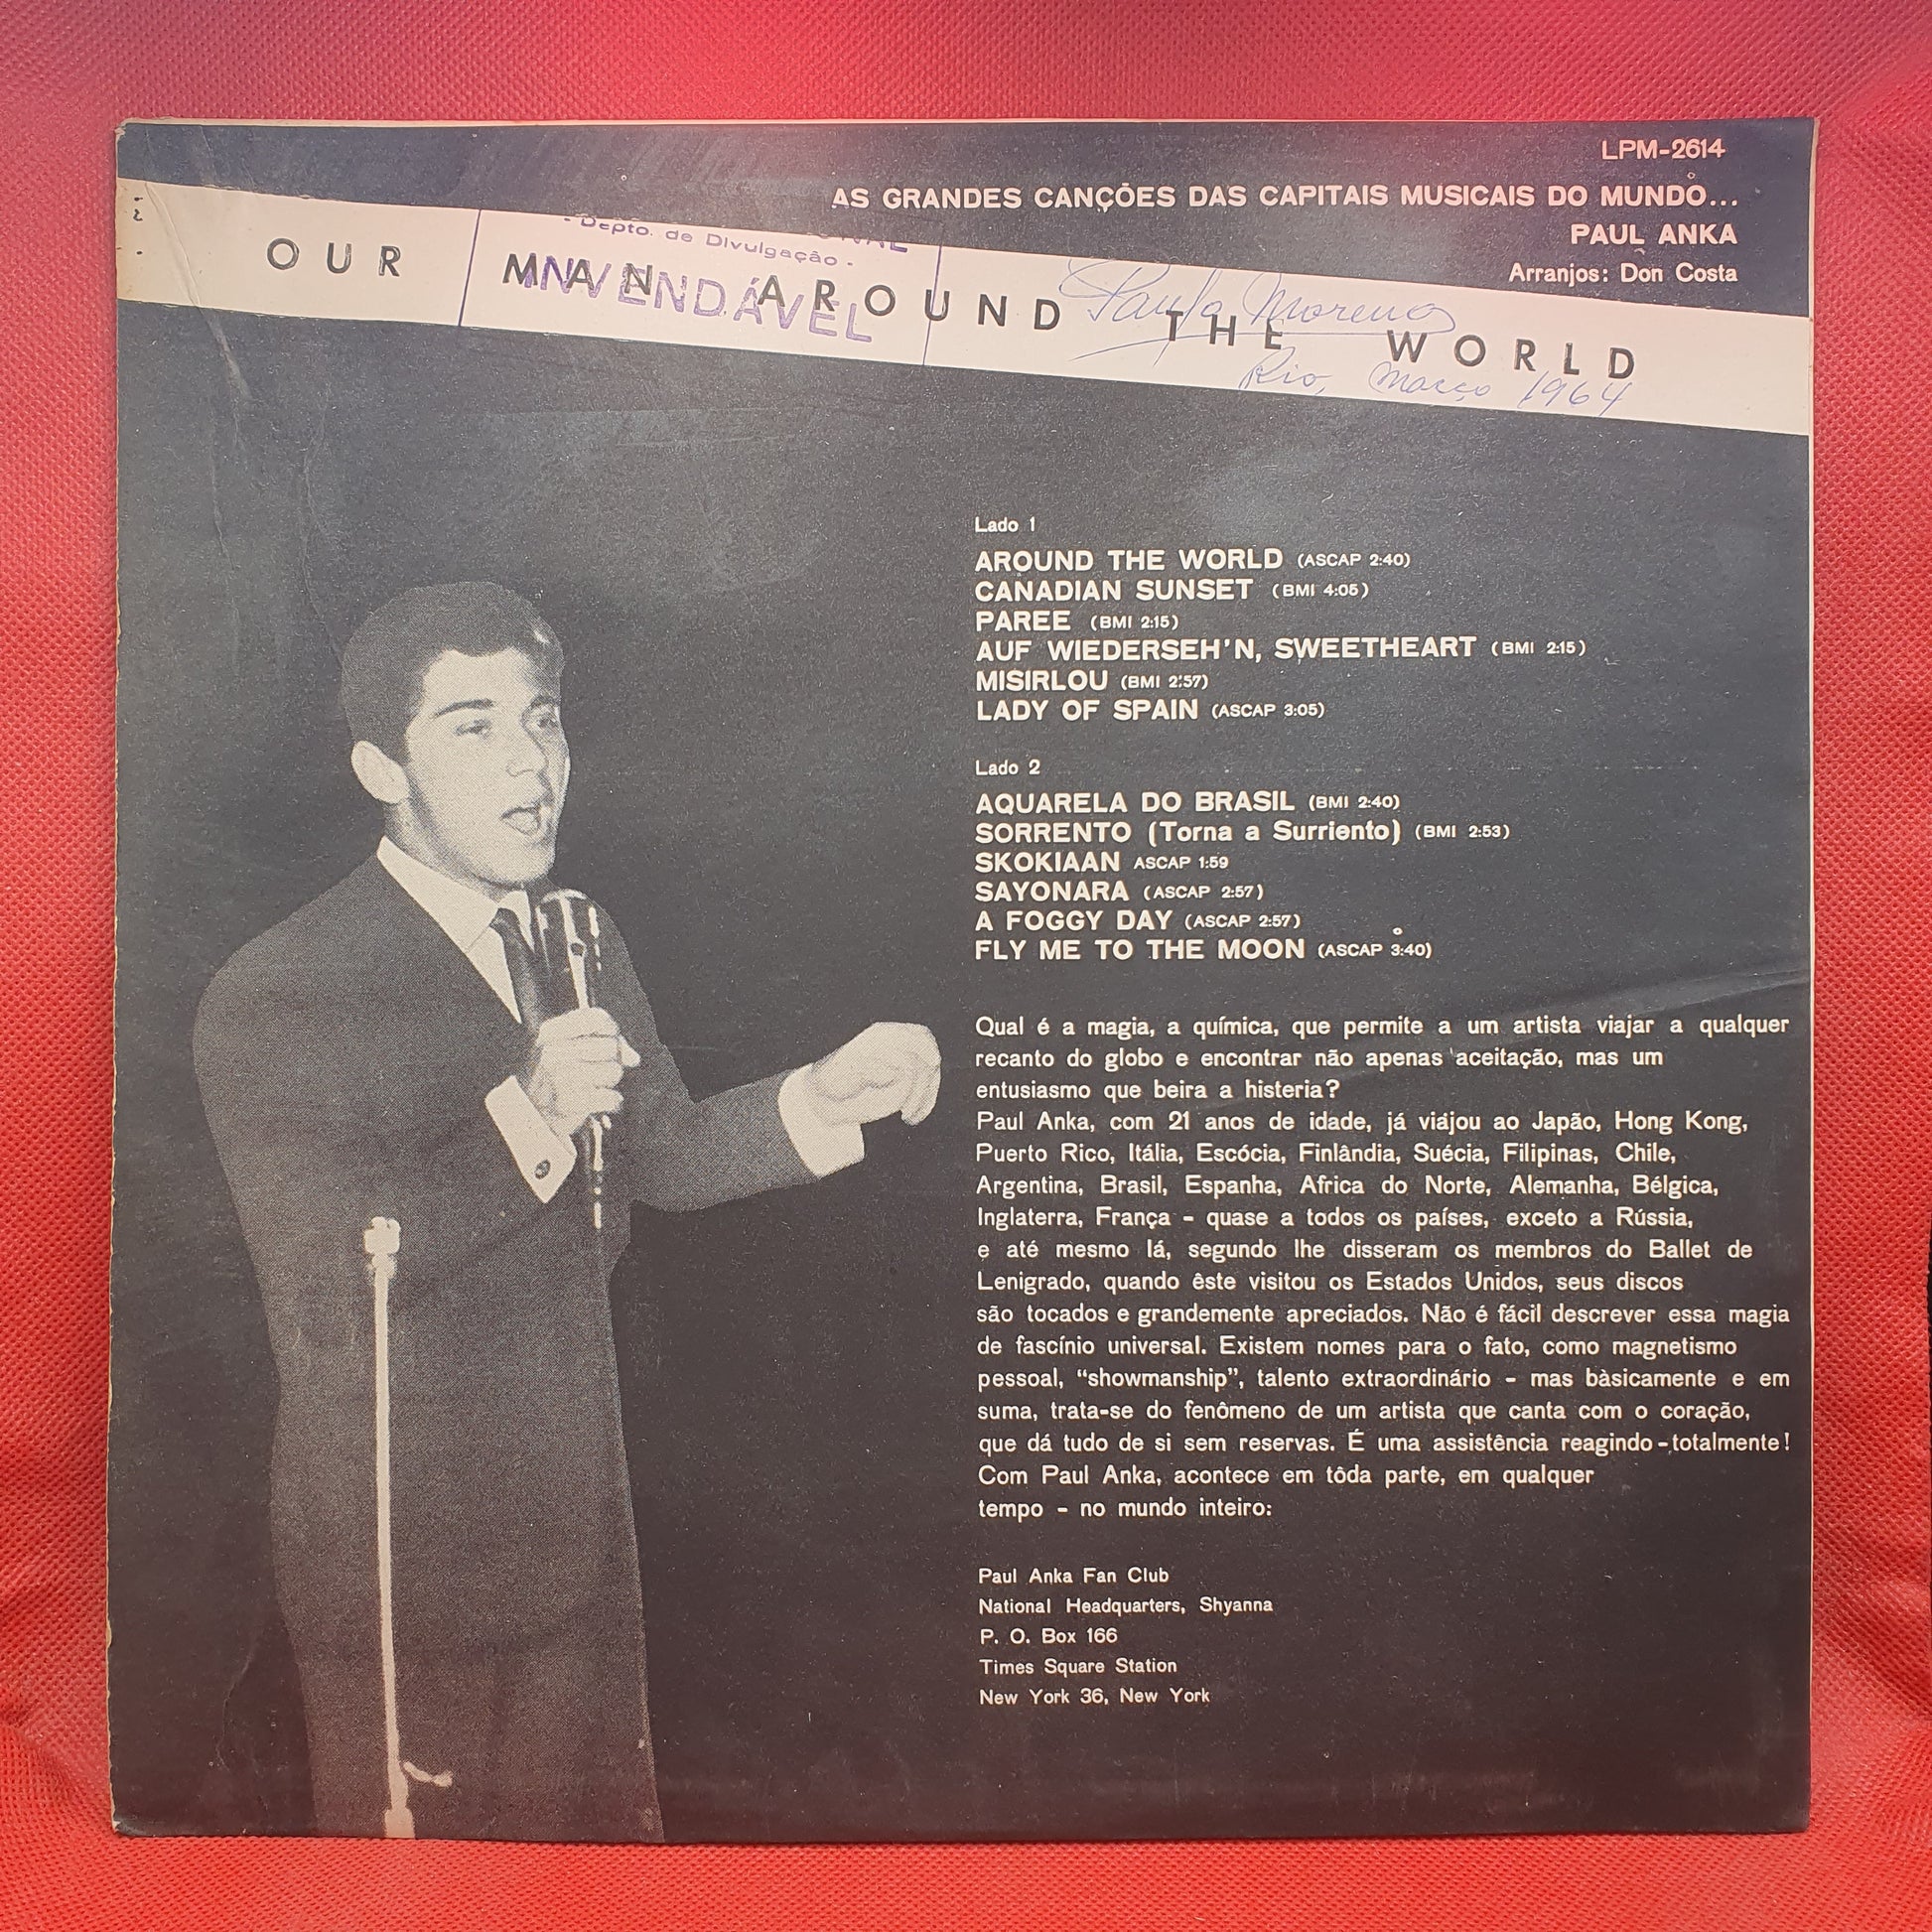 LPM-2614
AS GRANDES CANÇÕES DAS CAPITAIS MUSICAIS DO MUNDO...
PAUL ANKA
Arranjos: Don Costa
- Depto. de Divulgação -
INVENDÁVEL
OUR MAN AROUND THE WORLD
Paula Moreno
Rio, Março 1964
Lado 1
AROUND THE WORLD (ASCAP 2:40)
CANADIAN SUNSET (BMI 4:05)
PAREE (BMI 2:15)
AUF WIEDERSEH'N, SWEETHEART (BMI 2:15)
MISIRLOU (BMI 2:57)
LADY OF SPAIN (ASCAP 3:05)
Lado 2
AQUARELA DO BRASIL (BMI 2:40)
SORRENTO (Torna a Surriento) (BMI 2:53)
SKOKIAAN ASCAP 1:59
SAYONARA (ASCAP 2:57)
A FOGGY DAY (ASCAP 2:57)
FLY ME TO THE MOON (ASCAP 3:40)
Qual é a magia, a química, que permite a um artista viajar a qualquer
recanto do globo e encontrar não apenas aceitação, mas um
entusiasmo que beira a histeria?
Paul Anka, com 21 anos de idade, já viajou ao Japão, Hong Kong,
Puerto Rico, Itália, Escócia, Finlândia, Suécia, Filipinas, Chile,
Argentina, Brasil, Espanha, Africa do Norte, Alemanha, Bélgica,
Inglaterra, França - quase a todos os países, exceto a Rússia,
e até mesmo lá, segundo lhe disseram os membros do Ballet de
Lenigrado, quando êste visitou os Estados Unidos, seus discos
são tocados e grandemente apreciados. Não é fácil descrever essa magia
de fascínio universal. Existem nomes para o fato, como magnetismo
pessoal, "showmanship", talento extraordinário - mas bàsicamente e em
suma, trata-se do fenômeno de um artista que canta com o coração,
que dá tudo de si sem reservas. É uma assistência reagindo - totalmente!
Com Paul Anka, acontece em tôda parte, em qualquer
tempo - no mundo inteiro:
Paul Anka Fan Club
National Headquarters, Shyanna
P. O. Box 166
Times Square Station
New York 36, New York